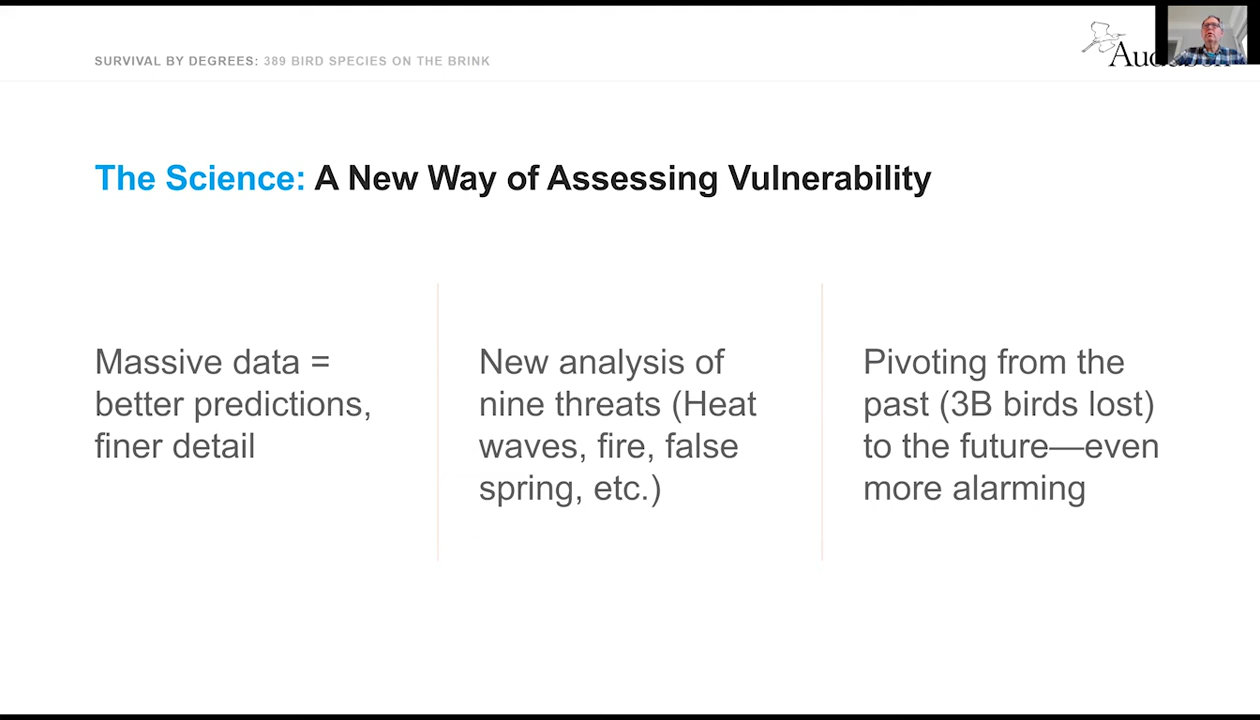 SURVIVAL BY DEGREES: 389 BIRD SPECIES ON THE BRINK
The Science: A New Way of Assessing Vulnerability
Massive data =
better predictions,
finer detail
New analysis of
nine threats (Heat
waves, fire, false
spring, etc.)
Pivoting from the
past (3B birds lost)
to the future—even
more alarming